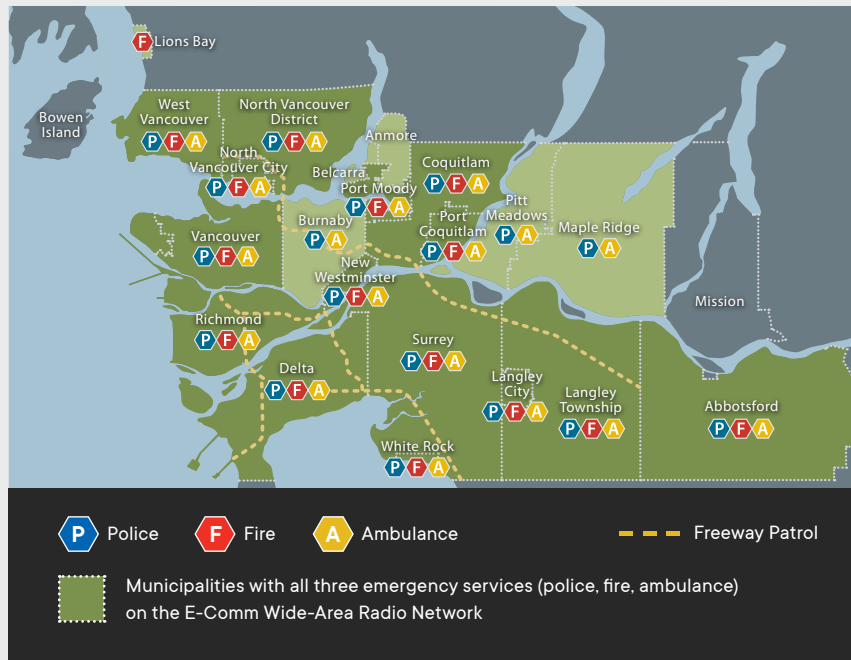 F Lions Bay
Bowen
Island
West
Vancouver
P F A
North Vancouver
District
P F A
North
Vancouver City
P F A
Anmore
Belcarra
Port Moody
P F A
Coquitlam
P F A
Pitt
Meadows
P A
Port
Coquitlam
P F A
Maple Ridge
P A
Burnaby
P A
Vancouver
P F A
New
Westminster
P F A
Mission
Richmond
P F A
Surrey
P F A
Delta
P F A
Langley
City
P F A
Langley
Township
P F A
Abbotsford
P F A
White Rock
P F A
P Police F Fire A Ambulance Freeway Patrol
Municipalities with all three emergency services (police, fire, ambulance)
on the E-Comm Wide-Area Radio Network